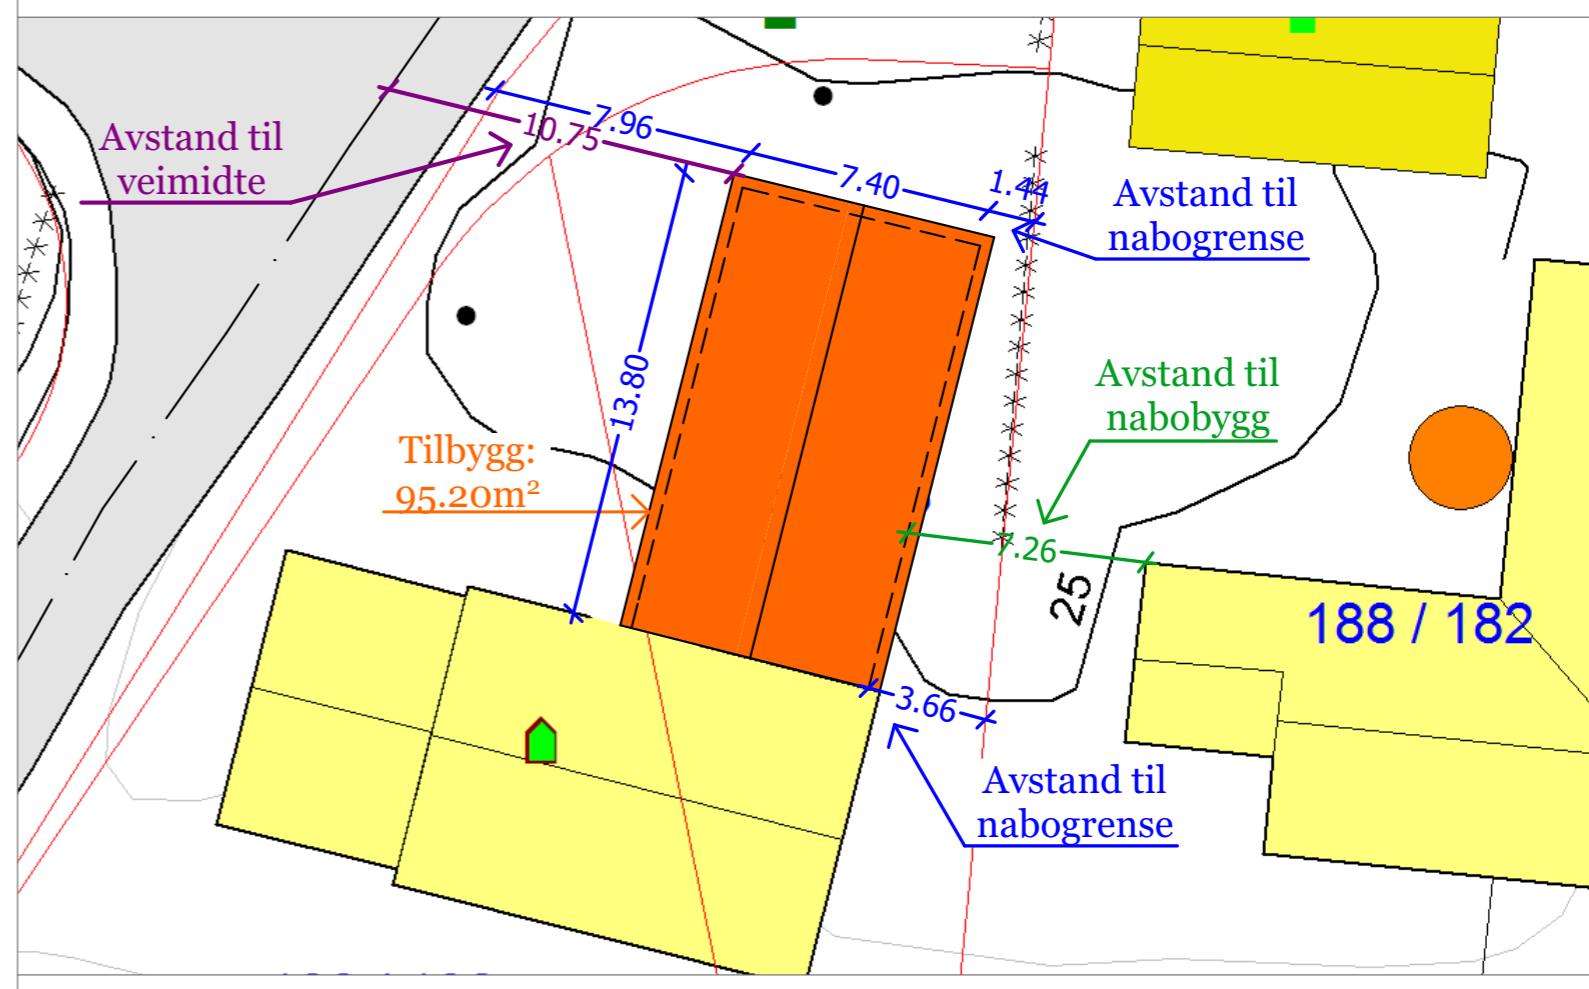 7.96
10.75
Avstand til
veimidte
7.40
1.44
Avstand til
nabogrense
13.80
Avstand til
nabobygg
Tilbygg:
95.20m²
7.26
25
188 / 182
3.66
Avstand til
nabogrense